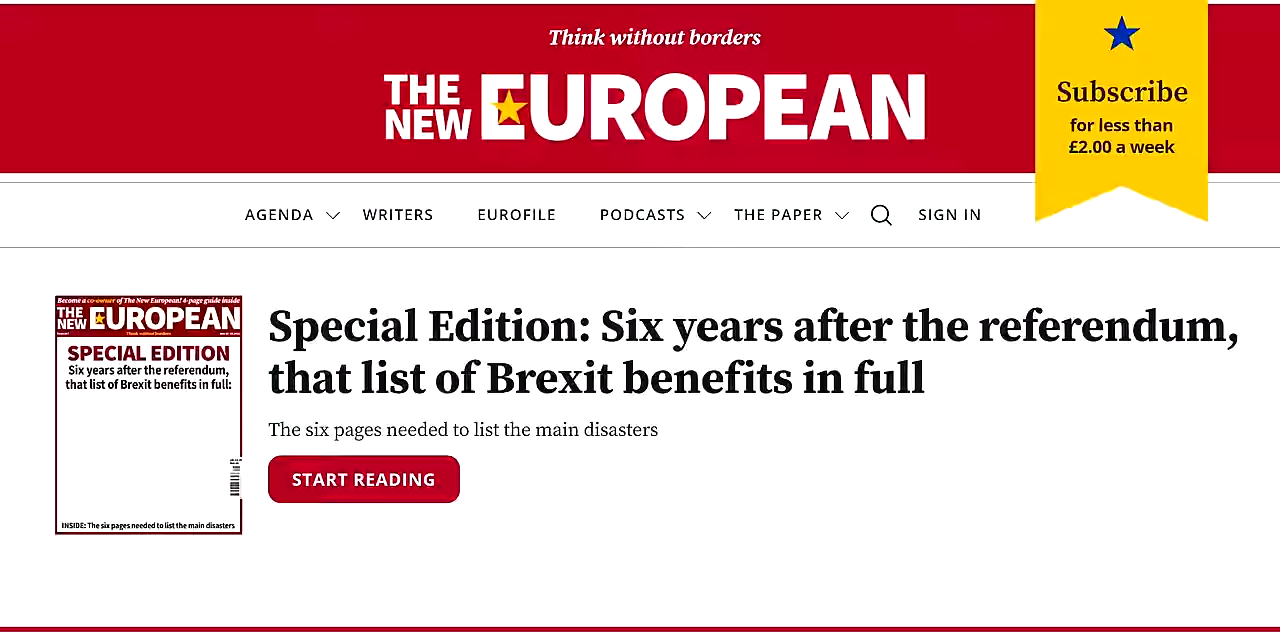 Think without borders
THE NEW EUROPEAN
Subscribe
for less than
£2.00 a week
AGENDA WRITERS EUROFILE PODCASTS THE PAPER SIGN IN
Become a co-owner of The New European! 4-page guide inside
THE NEW EUROPEAN
Think without borders
SPECIAL EDITION
Six years after the referendum,
that list of Brexit benefits in full:
INSIDE: The six pages needed to list the main disasters
Special Edition: Six years after the referendum,
that list of Brexit benefits in full
The six pages needed to list the main disasters
START READING